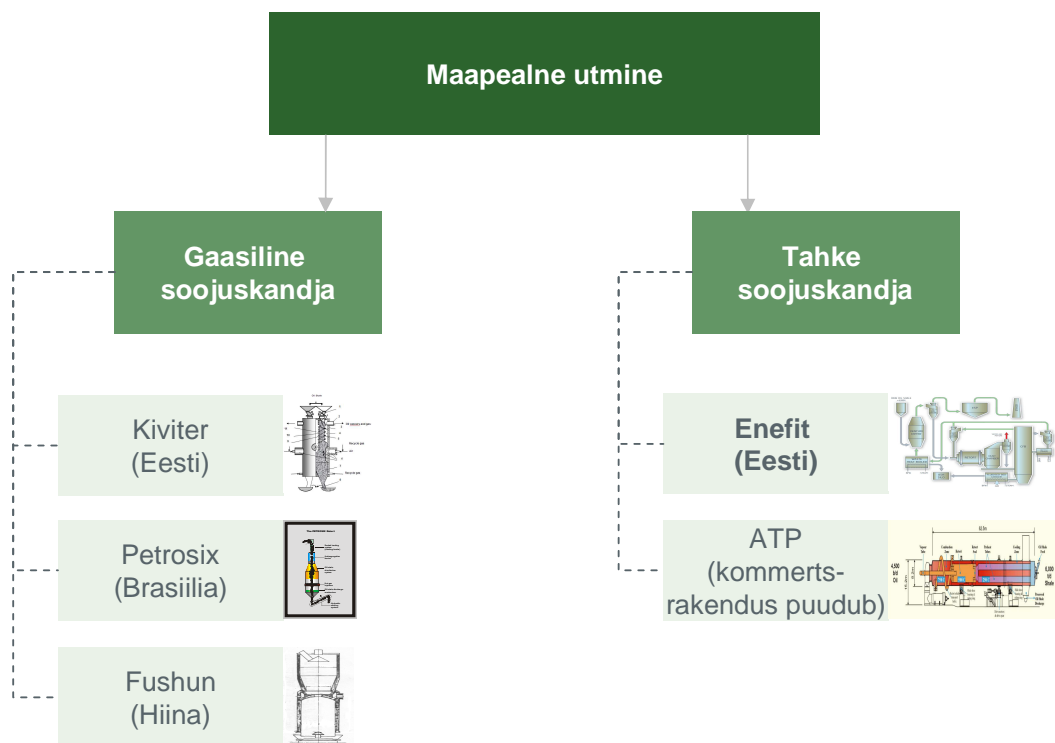 Maapealne utmine
Gaasiline
soojuskandja
Tahke
soojuskandja
Kiviter
(Eesti)
Enefit
(Eesti)
Petrosix
(Brasiilia)
ATP
(kommerts-
rakendus puudub)
Fushun
(Hiina)